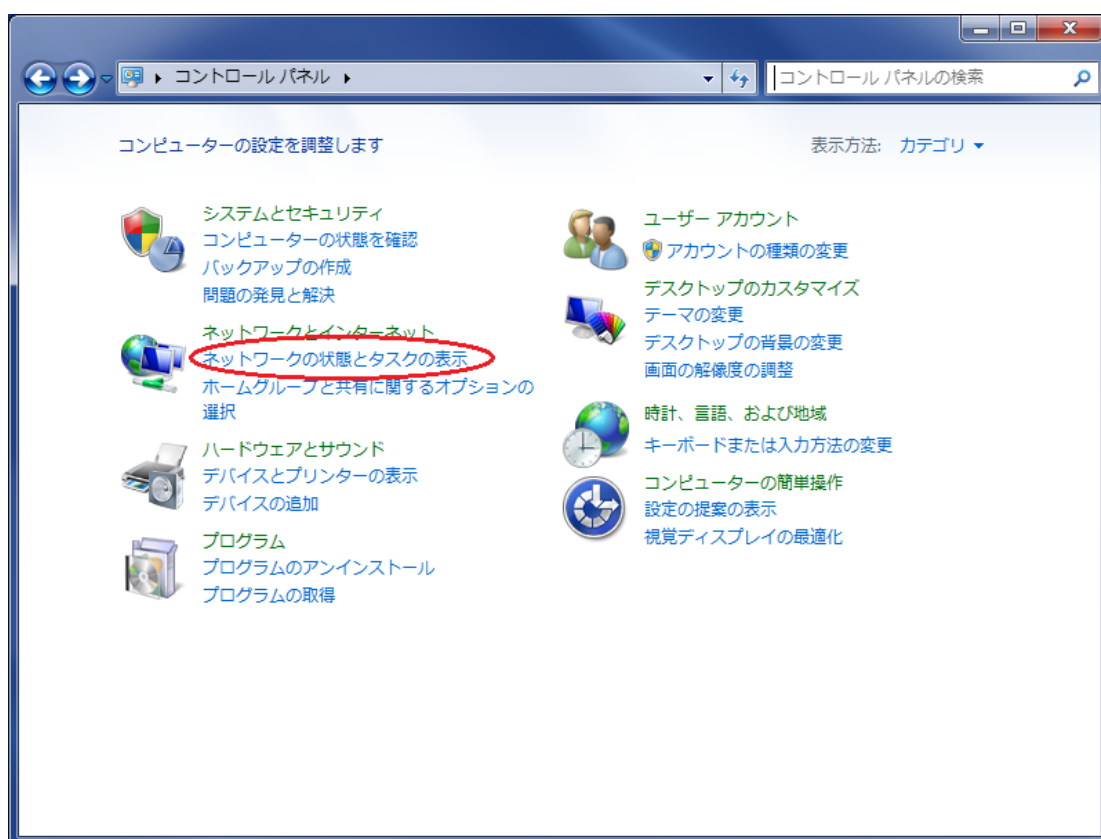 コントロール パネル
コントロール パネルの検索
コンピューターの設定を調整します
表示方法: カテゴリ
システムとセキュリティ
コンピューターの状態を確認
バックアップの作成
問題の発見と解決
ネットワークとインターネット
ネットワークの状態とタスクの表示
ホームグループと共有に関するオプションの
選択
ハードウェアとサウンド
デバイスとプリンターの表示
デバイスの追加
プログラム
プログラムのアンインストール
プログラムの取得
ユーザー アカウント
アカウントの種類の変更
デスクトップのカスタマイズ
テーマの変更
デスクトップの背景の変更
画面の解像度の調整
時計、言語、および地域
キーボードまたは入力方法の変更
コンピューターの簡単操作
設定の提案の表示
視覚ディスプレイの最適化